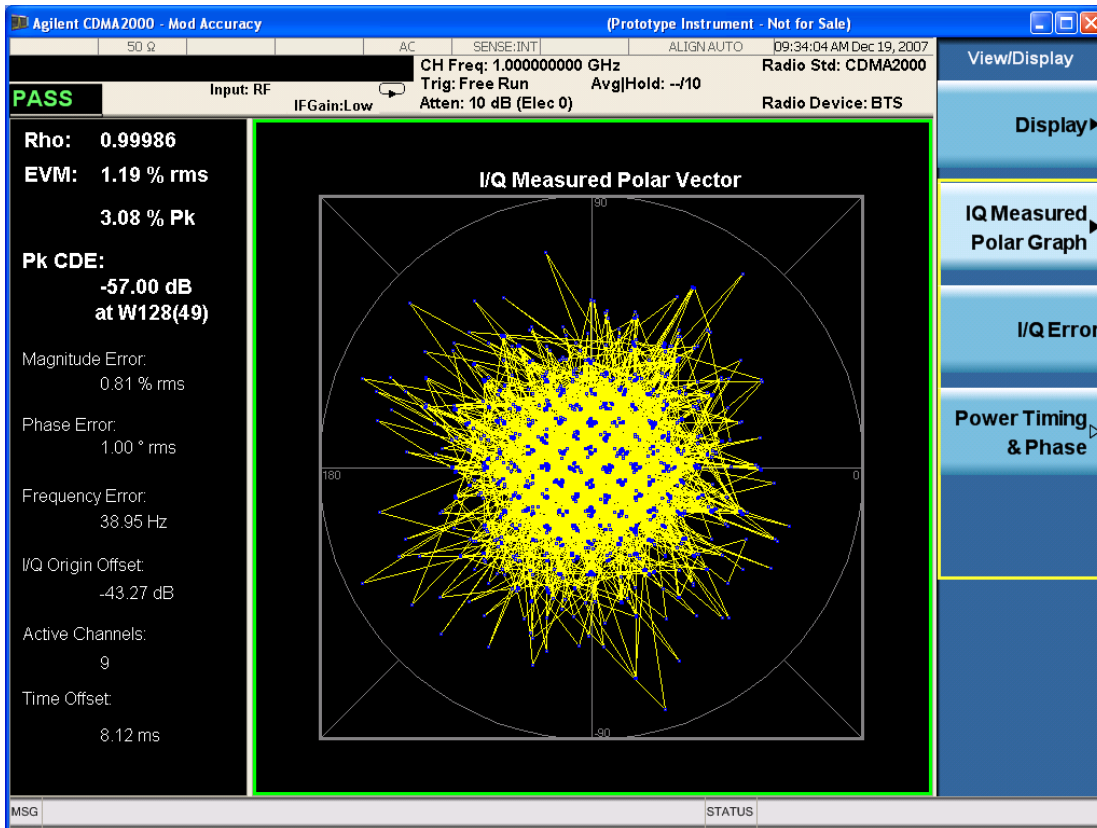 Agilent CDMA2000 - Mod Accuracy (Prototype Instrument - Not for Sale)
50 Ω AC SENSE:INT ALIGN AUTO 09:34:04 AM Dec 19, 2007
CH Freq: 1.000000000 GHz Radio Std: CDMA2000
Input: RF Trig: Free Run Avg|Hold: --/10
PASS IFGain:Low Atten: 10 dB (Elec 0) Radio Device: BTS
Rho: 0.99986
EVM: 1.19 % rms
3.08 % Pk
Pk CDE:
-57.00 dB
at W128(49)
Magnitude Error:
0.81 % rms
Phase Error:
1.00 ° rms
Frequency Error:
38.95 Hz
I/Q Origin Offset:
-43.27 dB
Active Channels:
9
Time Offset:
8.12 ms
I/Q Measured Polar Vector
90
180
0
-90
View/Display
Display
IQ Measured
Polar Graph
I/Q Error
Power Timing
& Phase
MSG STATUS